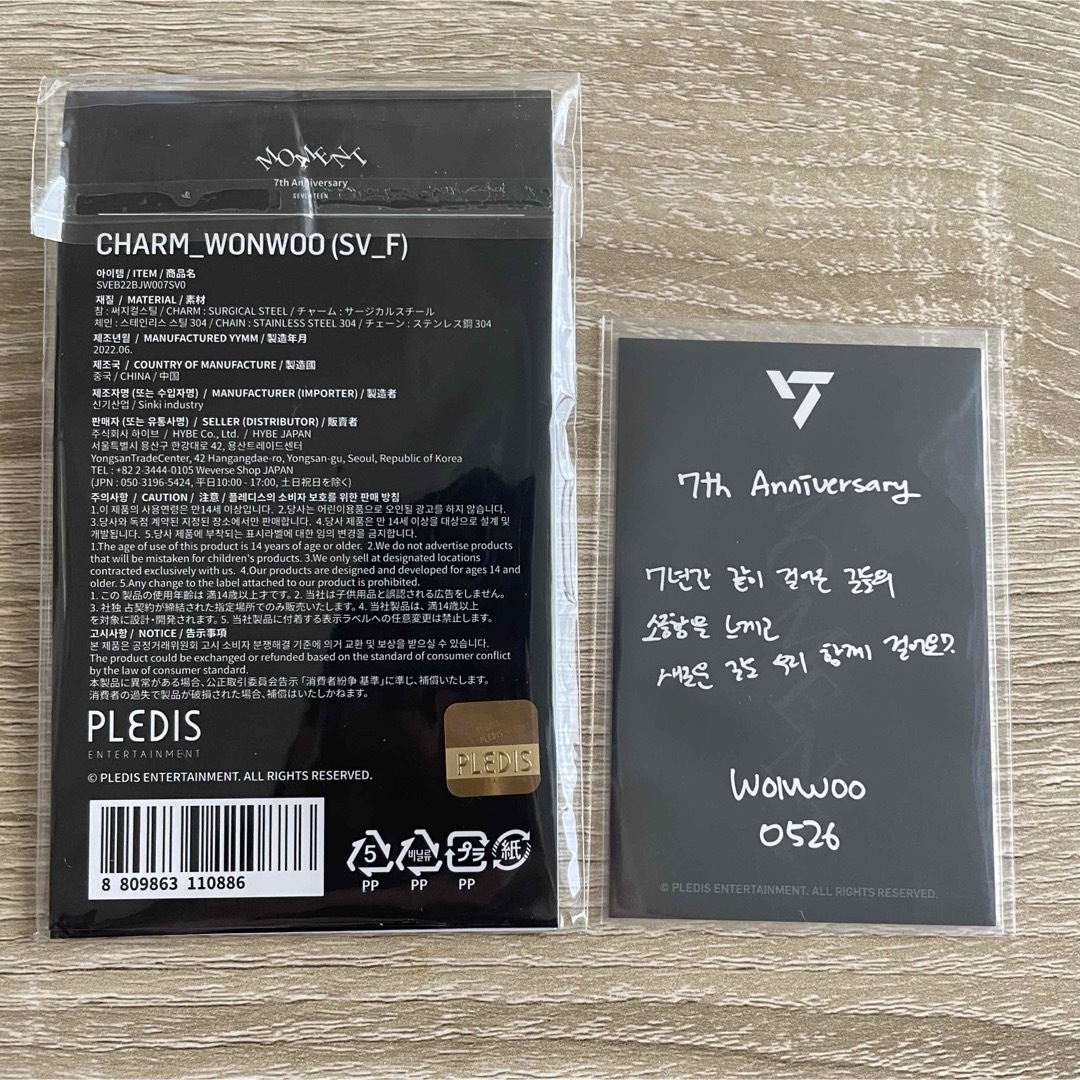 MOMENT
7th Anniversary
SEVENTEEN
CHARM_WONWOO (SV_F)
아이템 / ITEM / 商品名
SVEB22BJW007SV0
재질 / MATERIAL / 素材
참 : 써지컬스틸 / CHARM : SURGICAL STEEL / チャーム : サージカルスチール
체인 : 스테인리스 스틸 304 / CHAIN : STAINLESS STEEL 304 / チェーン : ステンレス鋼 304
제조년월 / MANUFACTURED YYMM / 製造年月
2022.06.
제조국 / COUNTRY OF MANUFACTURE / 製造國
중국 / CHINA / 中国
제조자명 (또는 수입자명) / MANUFACTURER (IMPORTER) / 製造者
신기산업 / Sinki industry
판매자 (또는 유통사명) / SELLER (DISTRIBUTOR) / 販賣者
주식회사 하이브 / HYBE Co., Ltd. / HYBE JAPAN
서울특별시 용산구 한강대로 42, 용산트레이드센터
YongsanTradeCenter, 42 Hangangdae-ro, Yongsan-gu, Seoul, Republic of Korea
TEL : +82 2-3444-0105 Weverse Shop JAPAN
(JPN : 050-3196-5424, 平日10:00 - 17:00, 土日祝日を除く)
주의사항 / CAUTION / 注意 / 플레디스의 소비자 보호를 위한 판매 방침
1.이 제품의 사용연령은 만14세 이상입니다. 2.당사는 어린이용품으로 오인될 광고를 하지 않습니다.
3.당사와 독점 계약된 지정된 장소에서만 판매합니다. 4.당사 제품은 만 14세 이상을 대상으로 설계 및
개발됩니다. 5.당사 제품에 부착되는 표시라벨에 대한 임의 변경을 금지합니다.
1.The age of use of this product is 14 years of age or older. 2.We do not advertise products
that will be mistaken for children's products. 3.We only sell at designated locations
contracted exclusively with us. 4.Our products are designed and developed for ages 14 and
older. 5.Any change to the label attached to our product is prohibited.
1. この製品の使用年齢は 満14歳以上才です。2. 当社は子供用品と誤認される広告をしません。
3. 社独占契約が締結された指定場所でのみ販売いたします。4. 当社製品は、満14歳以上
を対象に設計・開発されます。5. 当社製品に付着する表示ラベルへの任意変更は禁止します。
고시사항 / NOTICE / 告示事項
본 제품은 공정거래위원회 고시 소비자 분쟁해결 기준에 의거 교환 및 보상을 받으실 수 있습니다.
The product could be exchanged or refunded based on the standard of consumer conflict
by the law of consumer standard.
本製品に異常がある場合、公正取引委員会告示「消費者紛争 基準」に準じ、補償いたします。
消費者の過失で製品が破損された場合、補償はいたしかねます。
PLEDIS
ENTERTAINMENT
PLEDIS
PLEDIS
© PLEDIS ENTERTAINMENT. ALL RIGHTS RESERVED.
8 809863 110886
5 비닐류 プラ 紙
PP PP PP
7th Anniversary
7년간 같이 걸어온 길들의
소중함을 느끼고
새로운 길도 우리 함께 걸어요?
WONWOO
0526
© PLEDIS ENTERTAINMENT. ALL RIGHTS RESERVED.